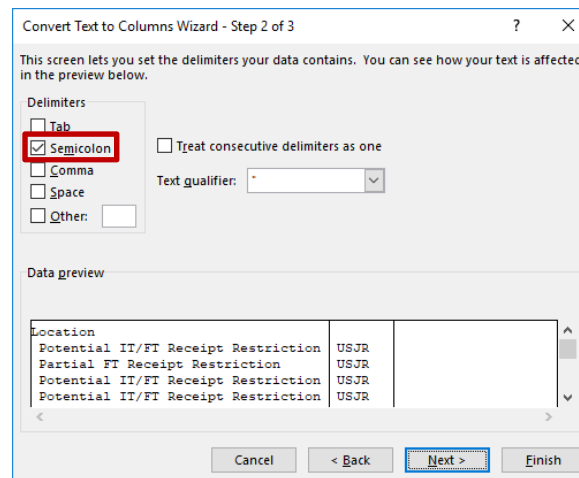 Convert Text to Columns Wizard - Step 2 of 3 ? ×
This screen lets you set the delimiters your data contains. You can see how your text is affected
in the preview below.
Delimiters
Tab
Semicolon
Comma
Space
Other:
Treat consecutive delimiters as one
Text qualifier: "
Data preview
Location
Potential IT/FT Receipt Restriction USJR
Partial FT Receipt Restriction USJR
Potential IT/FT Receipt Restriction USJR
Potential IT/FT Receipt Restriction USJR
Cancel < Back Next > Finish